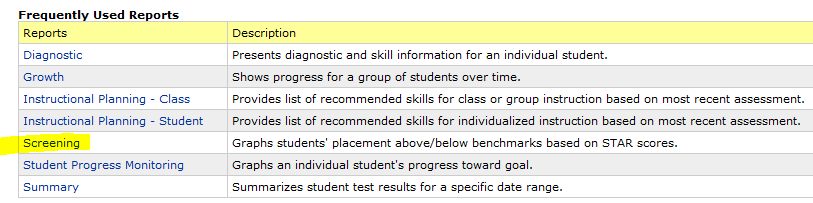 Frequently Used Reports
Reports Description
Diagnostic Presents diagnostic and skill information for an individual student.
Growth Shows progress for a group of students over time.
Instructional Planning - Class Provides list of recommended skills for class or group instruction based on most recent assessment.
Instructional Planning - Student Provides list of recommended skills for individualized instruction based on most recent assessment.
Screening Graphs students' placement above/below benchmarks based on STAR scores.
Student Progress Monitoring Graphs an individual student's progress toward goal.
Summary Summarizes student test results for a specific date range.